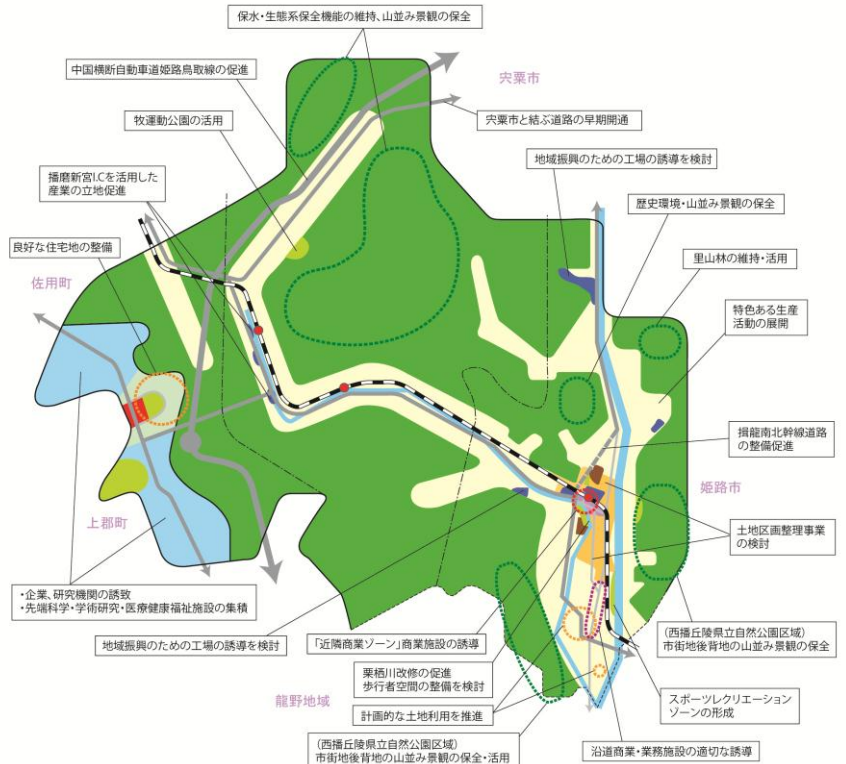 保水・生態系保全機能の維持、山並み景観の保全
中国横断自動車道姫路鳥取線の促進
宍粟市
牧運動公園の活用
宍粟市と結ぶ道路の早期開通
地域振興のための工場の誘導を検討
播磨新宮I.Cを活用した
産業の立地促進
歴史環境・山並み景観の保全
良好な住宅地の整備
里山林の維持・活用
佐用町
特色ある生産
活動の展開
揖龍南北幹線道路
の整備促進
姫路市
上郡町
土地区画整理事業
の検討
・企業、研究機関の誘致
・先端科学・学術研究・医療健康福祉施設の集積
(西播丘陵県立自然公園区域)
市街地後背地の山並み景観の保全
地域振興のための工場の誘導を検討
「近隣商業ゾーン」商業施設の誘導
栗栖川改修の促進
歩行者空間の整備を検討
龍野地域
スポーツレクリエーション
ゾーンの形成
計画的な土地利用を推進
(西播丘陵県立自然公園区域)
市街地後背地の山並み景観の保全・活用
沿道商業・業務施設の適切な誘導